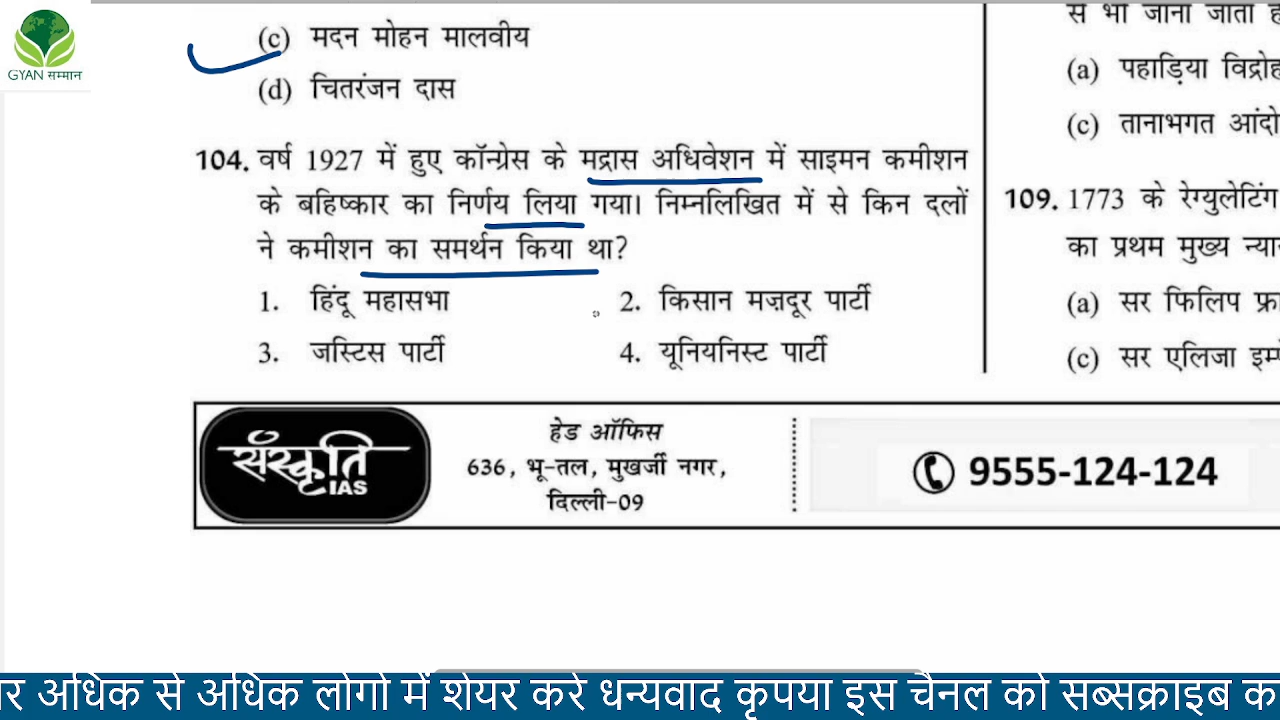 GYAN सम्मान
(c) मदन मोहन मालवीय
(d) चितरंजन दास
104. वर्ष 1927 में हुए कॉन्ग्रेस के मद्रास अधिवेशन में साइमन कमीशन
के बहिष्कार का निर्णय लिया गया। निम्नलिखित में से किन दलों
ने कमीशन का समर्थन किया था?
1. हिंदू महासभा 2. किसान मज़दूर पार्टी
3. जस्टिस पार्टी 4. यूनियनिस्ट पार्टी
से भी जाना जाता
(a) पहाड़िया
(c) तानाभगत
109. 1773 के
का प्रथम मुख्य
(a) सर फिलिप
(c) सर एलिजा
संस्कृति
IAS
हेड ऑफिस
636, भू-तल, मुखर्जी नगर,
दिल्ली-09
9555-124-124
अधिक से अधिक लोगो में शेयर करे धन्यवाद कृपया इस चैनल को सब्सक्राइब